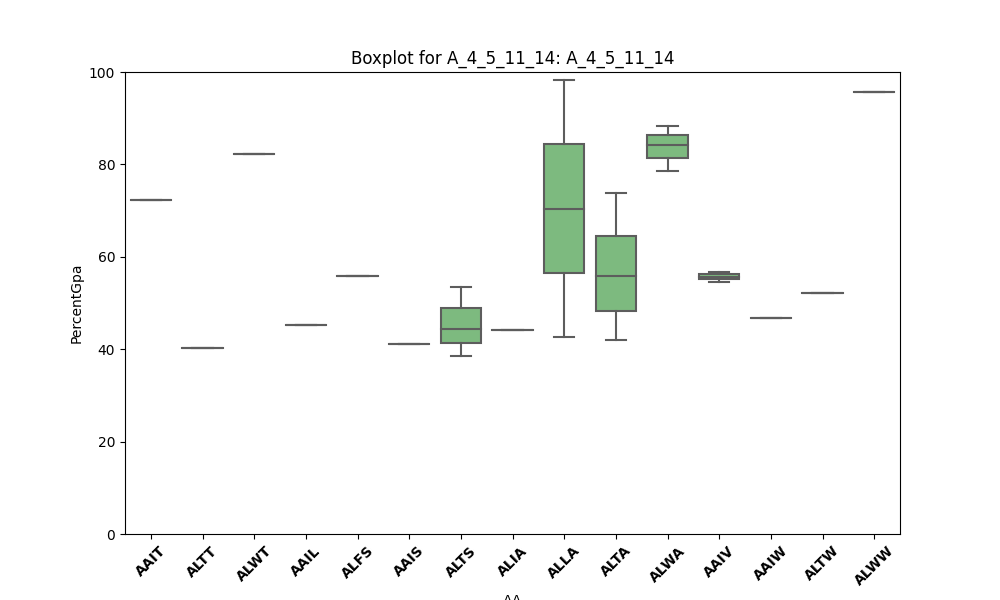 Boxplot for A_4_5_11_14: A_4_5_11_14
100
80
60
40
20
0
PercentGpa
AAIT ALTT ALWT AAIL ALFS AAIS ALTS ALIA ALLA ALTA ALWA AAIV AAIW ALTW ALWW
AA